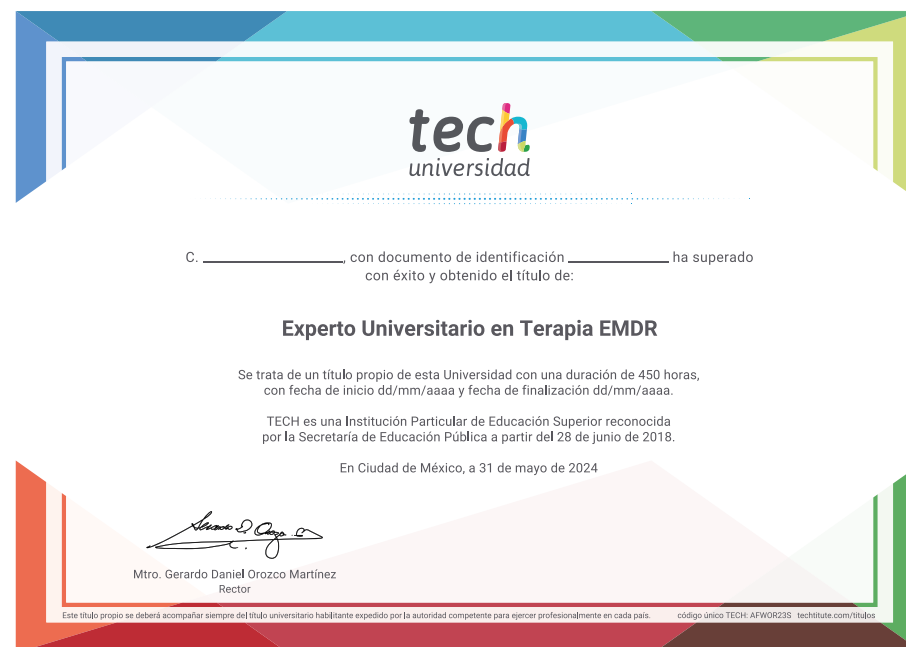 tech
universidad
C. ____________, con documento de identificación ____________ ha superado
con éxito y obtenido el título de:
Experto Universitario en Terapia EMDR
Se trata de un título propio de esta Universidad con una duración de 450 horas,
con fecha de inicio dd/mm/aaaa y fecha de finalización dd/mm/aaaa.
TECH es una Institución Particular de Educación Superior reconocida
por la Secretaría de Educación Pública a partir del 28 de junio de 2018.
En Ciudad de México, a 31 de mayo de 2024
Mtro. Gerardo Daniel Orozco Martínez
Rector
Este título propio se deberá acompañar siempre del título universitario habilitante expedido por la autoridad competente para ejercer profesionalmente en cada país. código único TECH: AFWOR23S techtitute.com/titulos